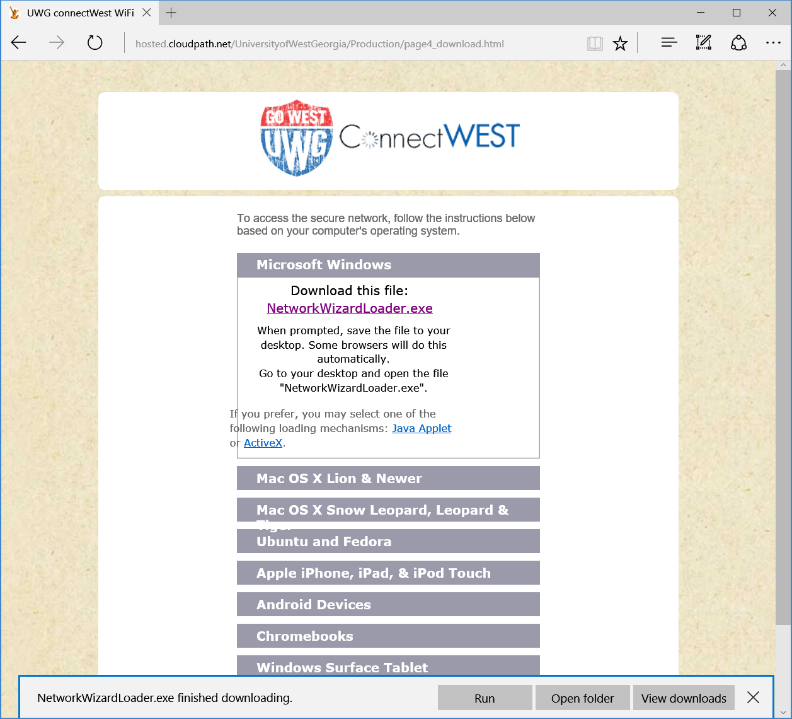 UWG connectWest WiFi
hosted.cloudpath.net/UniversityofWestGeorgia/Production/page4_download.html
GO WEST
UWG
ConnectWEST
To access the secure network, follow the instructions below
based on your computer's operating system.
Microsoft Windows
Download this file:
NetworkWizardLoader.exe
When prompted, save the file to your
desktop. Some browsers will do this
automatically.
Go to your desktop and open the file
"NetworkWizardLoader.exe".
If you prefer, you may select one of the
following loading mechanisms: Java Applet
or ActiveX.
Mac OS X Lion & Newer
Mac OS X Snow Leopard, Leopard &
Tiger
Ubuntu and Fedora
Apple iPhone, iPad, & iPod Touch
Android Devices
Chromebooks
Windows Surface Tablet
NetworkWizardLoader.exe finished downloading.
Run
Open folder
View downloads